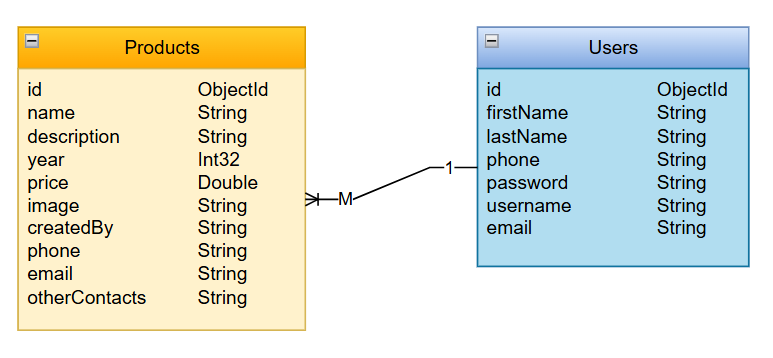 Products
id ObjectId
name String
description String
year Int32
price Double
image String
createdBy String
phone String
email String
otherContacts String
M
1
Users
id ObjectId
firstName String
lastName String
phone String
password String
username String
email String